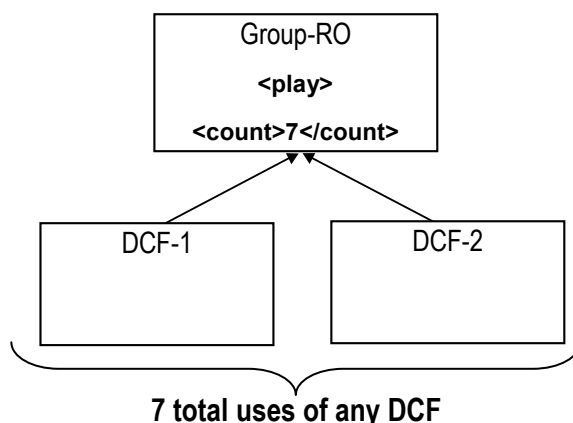 Group-RO
<play>
<count>7</count>
DCF-1
DCF-2
7 total uses of any DCF